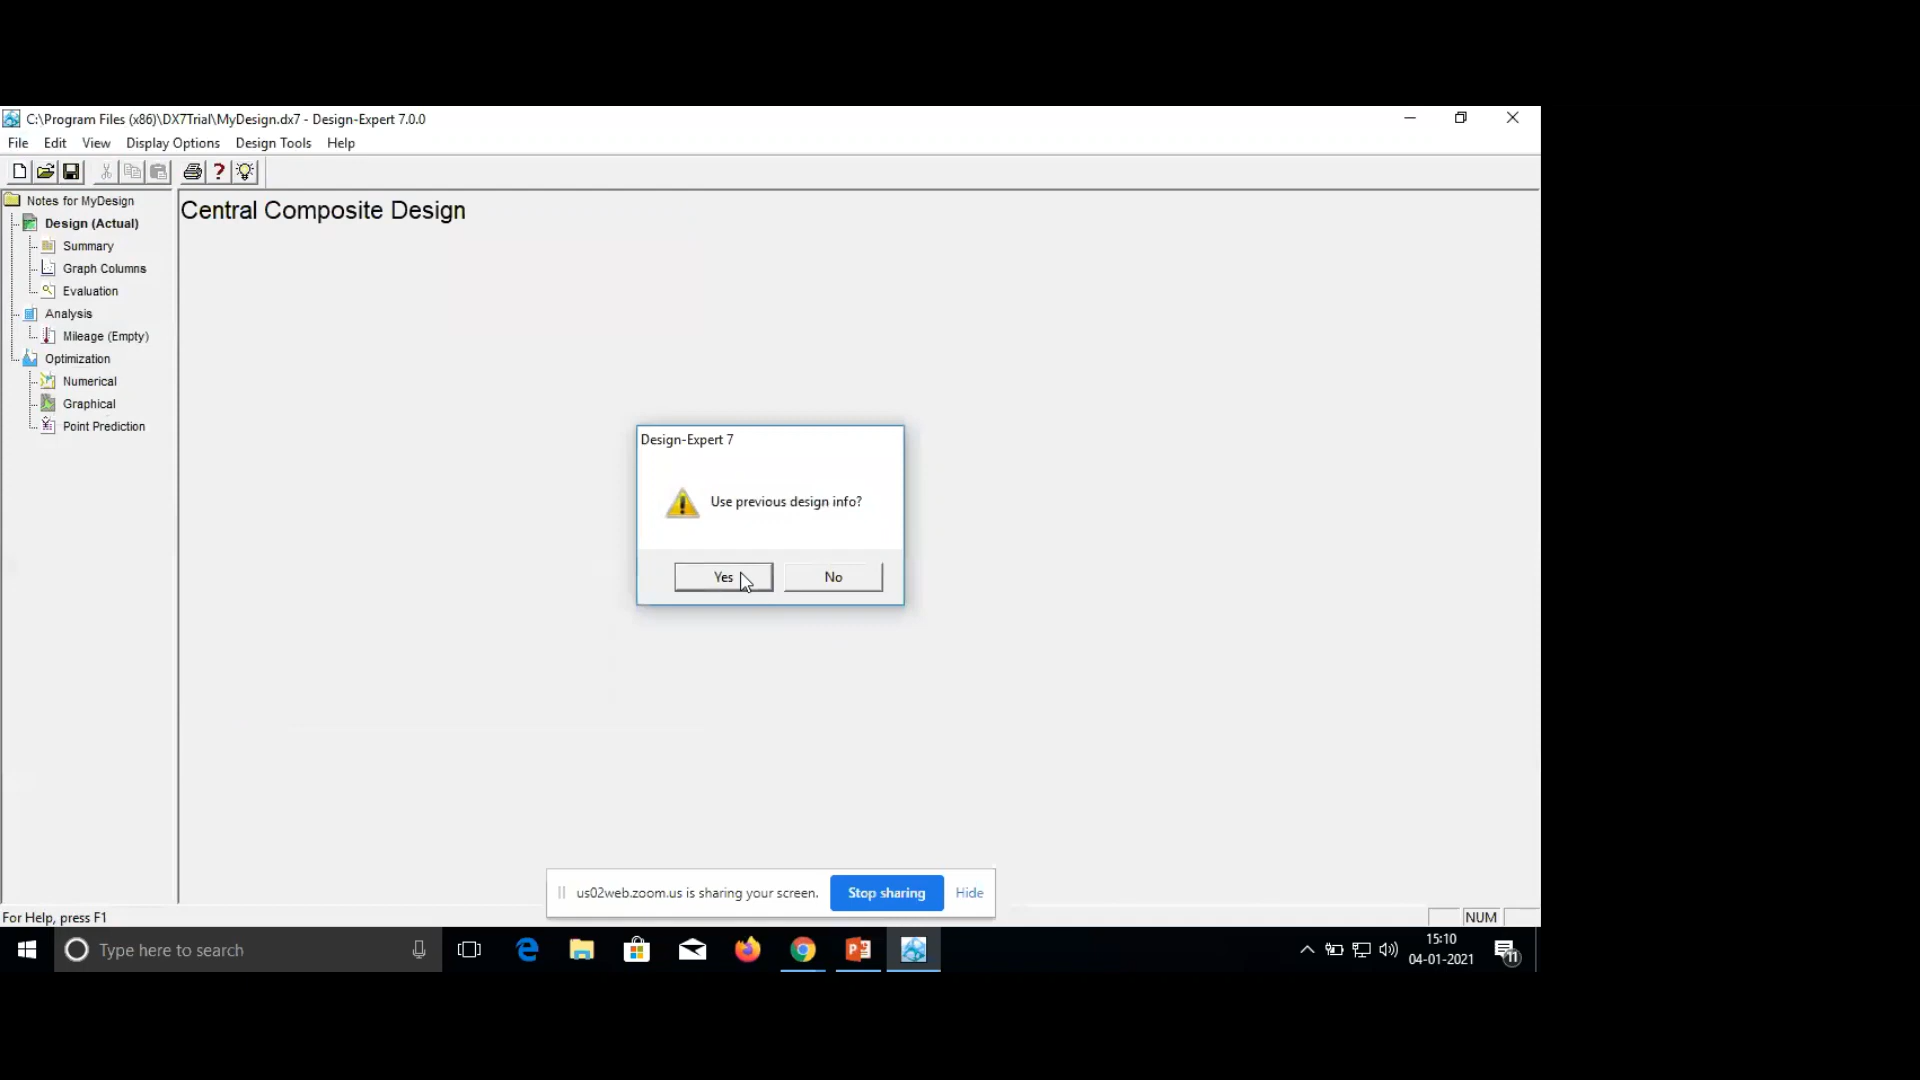 C:\Program Files (x86)\DX7Trial\MyDesign.dx7 - Design-Expert 7.0.0
File Edit View Display Options Design Tools Help
Notes for MyDesign
Design (Actual)
Summary
Graph Columns
Evaluation
Analysis
Mileage (Empty)
Optimization
Numerical
Graphical
Point Prediction
Central Composite Design
Design-Expert 7
Use previous design info?
Yes No
us02web.zoom.us is sharing your screen. Stop sharing Hide
For Help, press F1 NUM
Type here to search
15:10
04-01-2021
11